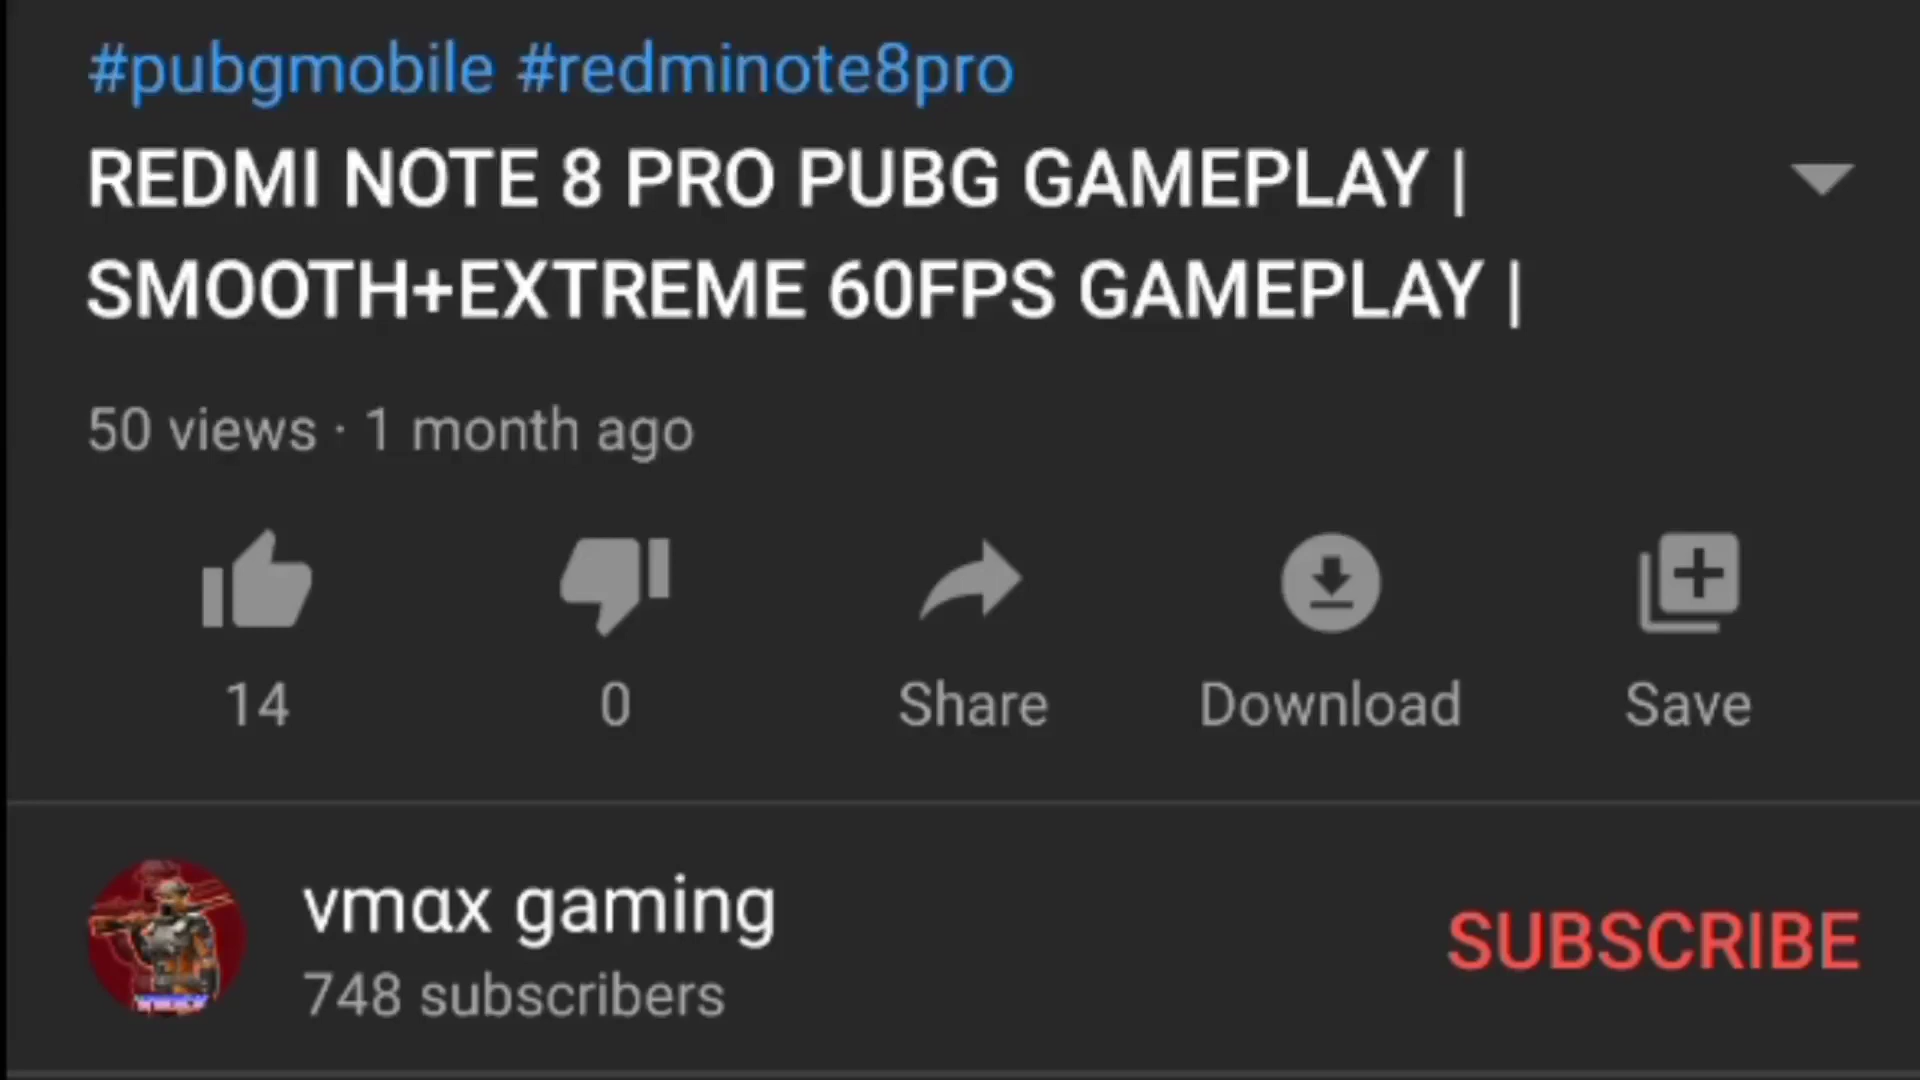 #pubgmobile #redminote8pro
REDMI NOTE 8 PRO PUBG GAMEPLAY |
SMOOTH+EXTREME 60FPS GAMEPLAY |
50 views · 1 month ago
14 0 Share Download Save
vmax gaming
SUBSCRIBE
748 subscribers